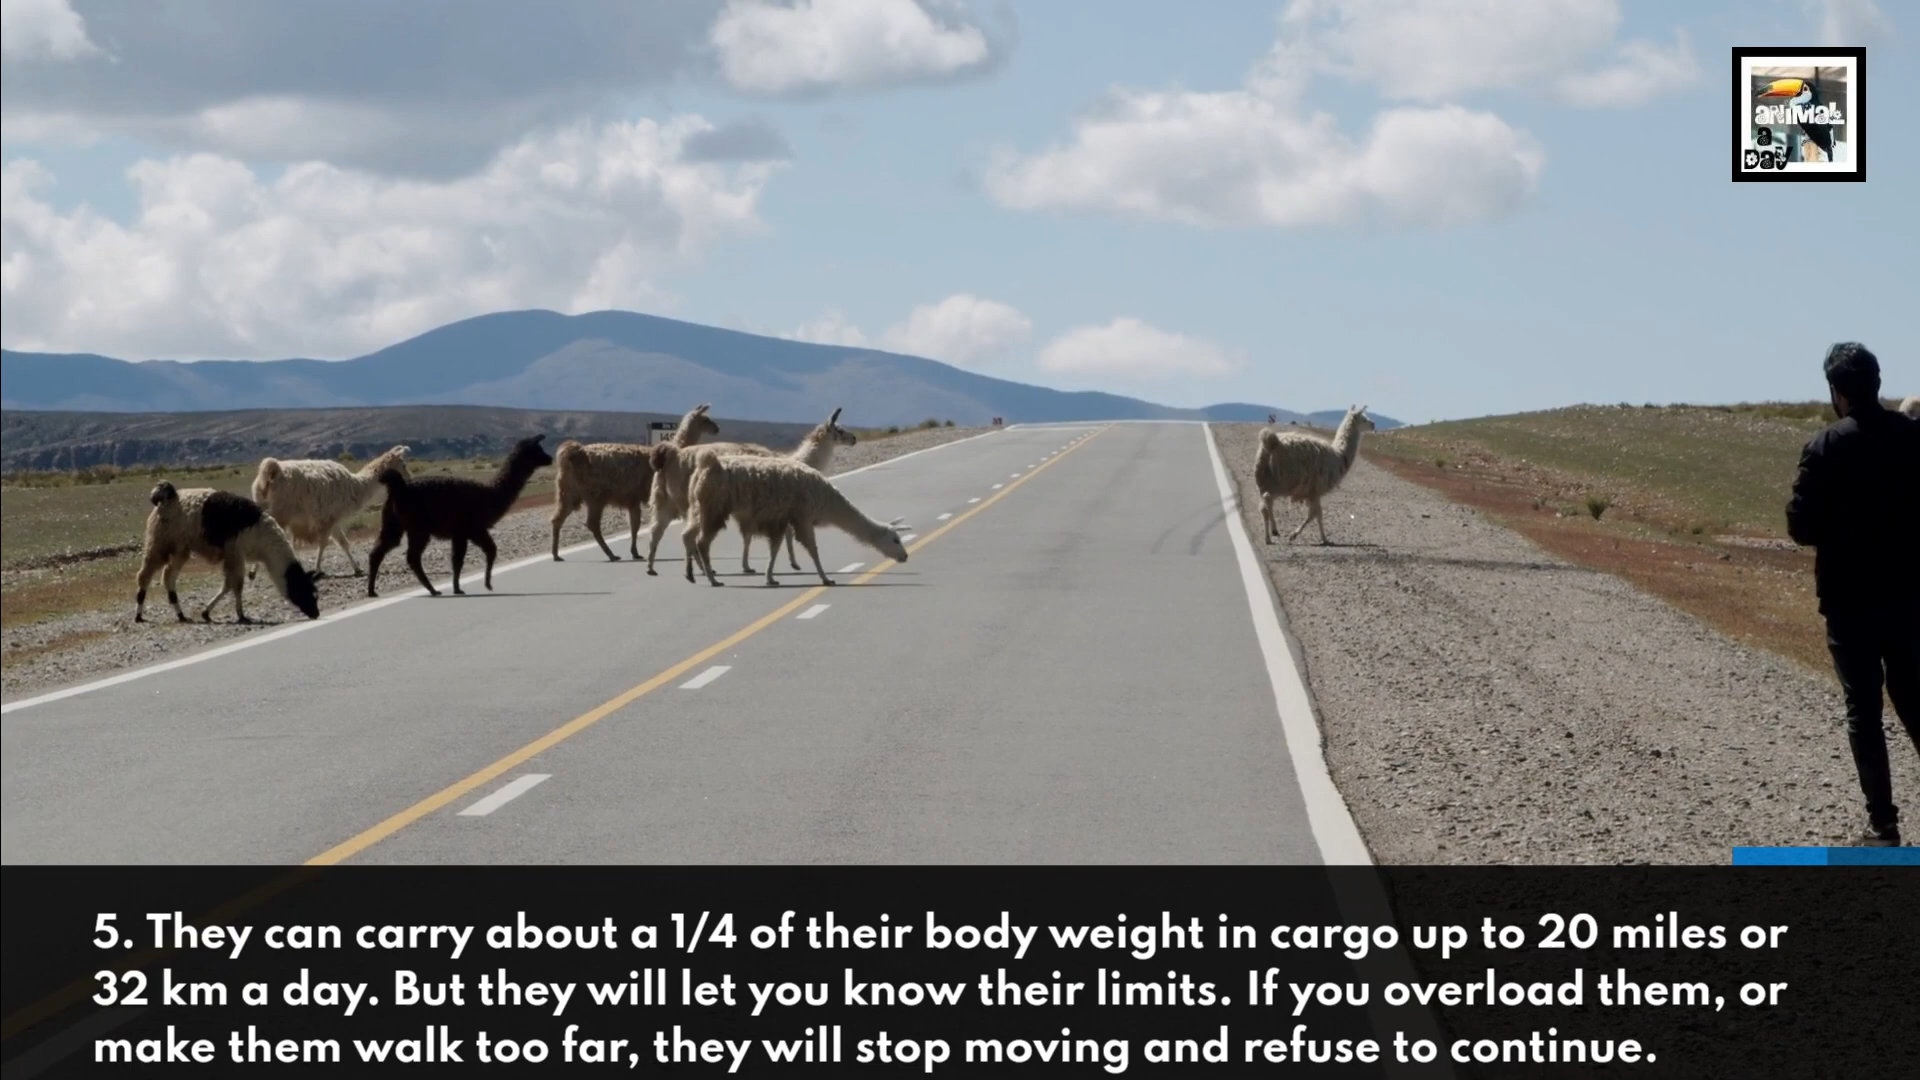 animal
a
Day
5. They can carry about a 1/4 of their body weight in cargo up to 20 miles or
32 km a day. But they will let you know their limits. If you overload them, or
make them walk too far, they will stop moving and refuse to continue.